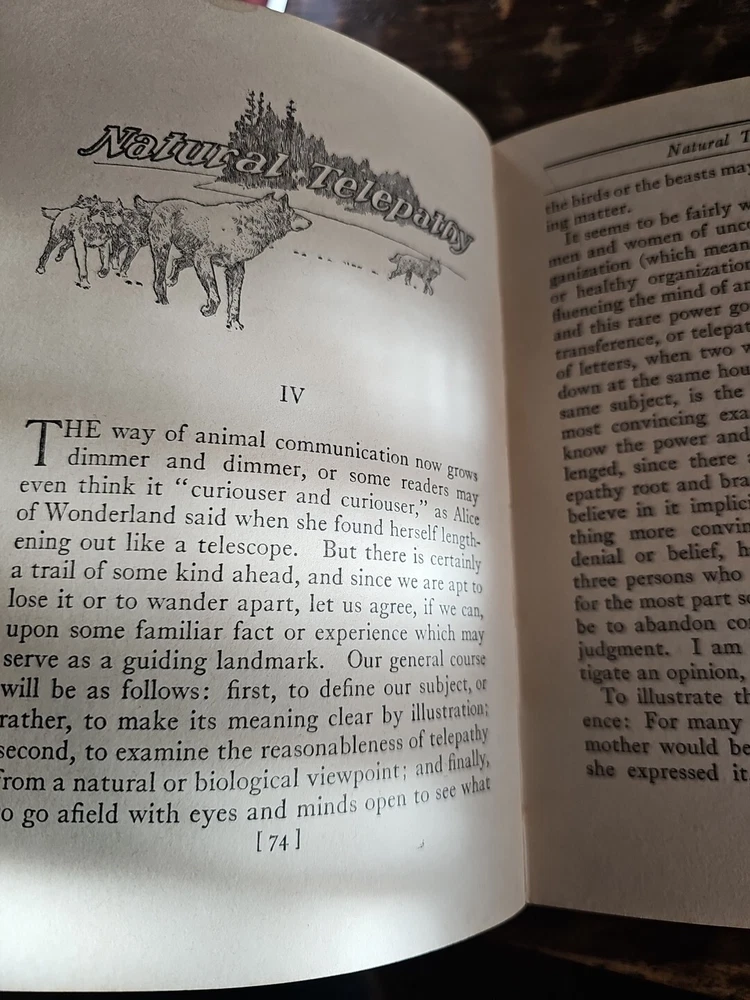 Natural Telepathy
IV
THE way of animal communication now grows
dimmer and dimmer, or some readers may
even think it "curiouser and curiouser," as Alice
of Wonderland said when she found herself length-
ening out like a telescope. But there is certainly
a trail of some kind ahead, and since we are apt to
lose it or to wander apart, let us agree, if we can,
upon some familiar fact or experience which may
serve as a guiding landmark. Our general course
will be as follows: first, to define our subject, or
rather, to make its meaning clear by illustration;
second, to examine the reasonableness of telepathy
from a natural or biological viewpoint; and finally,
o go afield with eyes and minds open to see what
[ 74 ]
Natural T
the birds or the beasts may
ing matter.
It seems to be fairly w
men and women of unco
ganization (which mean
or healthy organization
fluencing the mind of an
and this rare power go
transference, or telepat
of letters, when two w
down at the same hou
same subject, is the
most convincing exa
know the power and
lenged, since there a
epathy root and bra
believe in it implici
thing more convin
denial or belief, h
three persons who
for the most part so
be to abandon co
judgment. I am
tigate an opinion,
To illustrate th
ence: For many
mother would be
she expressed it